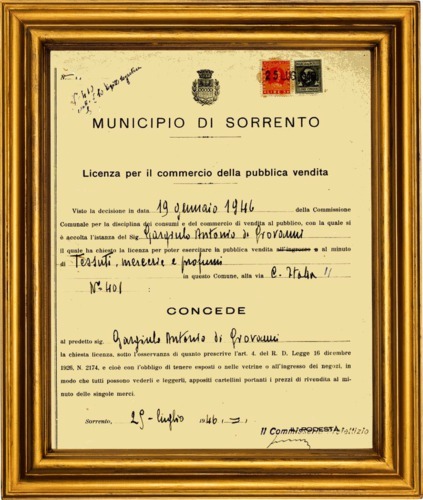 N° 401
25. 06. 
MUNICIPIO DI SORRENTO
Licenza per il commercio della pubblica vendita
Visto la decisione in data 19 gennaio 1946 della Commissione
Comunale per la disciplina dei consumi e del commercio di vendita al pubblico, con la quale si
è accolta l'istanza del Sig. Gargiulo Antonio di Giovanni
il quale ha chiesto la licenza per poter esercitare in pubblica vendita all'ingrosso e al minuto
di Tessuti, mercerie e profumi
in questo Comune, alla via C. Italia
N° 401
CONCEDE
al predetto sig. Gargiulo Antonio di Giovanni
la chiesta licenza, sotto l'osservanza di quanto prescrive l'art. 4. del R. D. Legge 16 dicembre
1926, N. 2174, e cioè con l'obbligo di tenere esposti o nelle vetrine o all'ingresso dei negozi, in
modo che tutti possono vederli e leggerli, appositi cartellini portanti i prezzi di rivendita al mi-
nuto delle singole merci.
Sorrento, 25 luglio 1946
IL PODESTÀ
Il Commissario Prefettizio